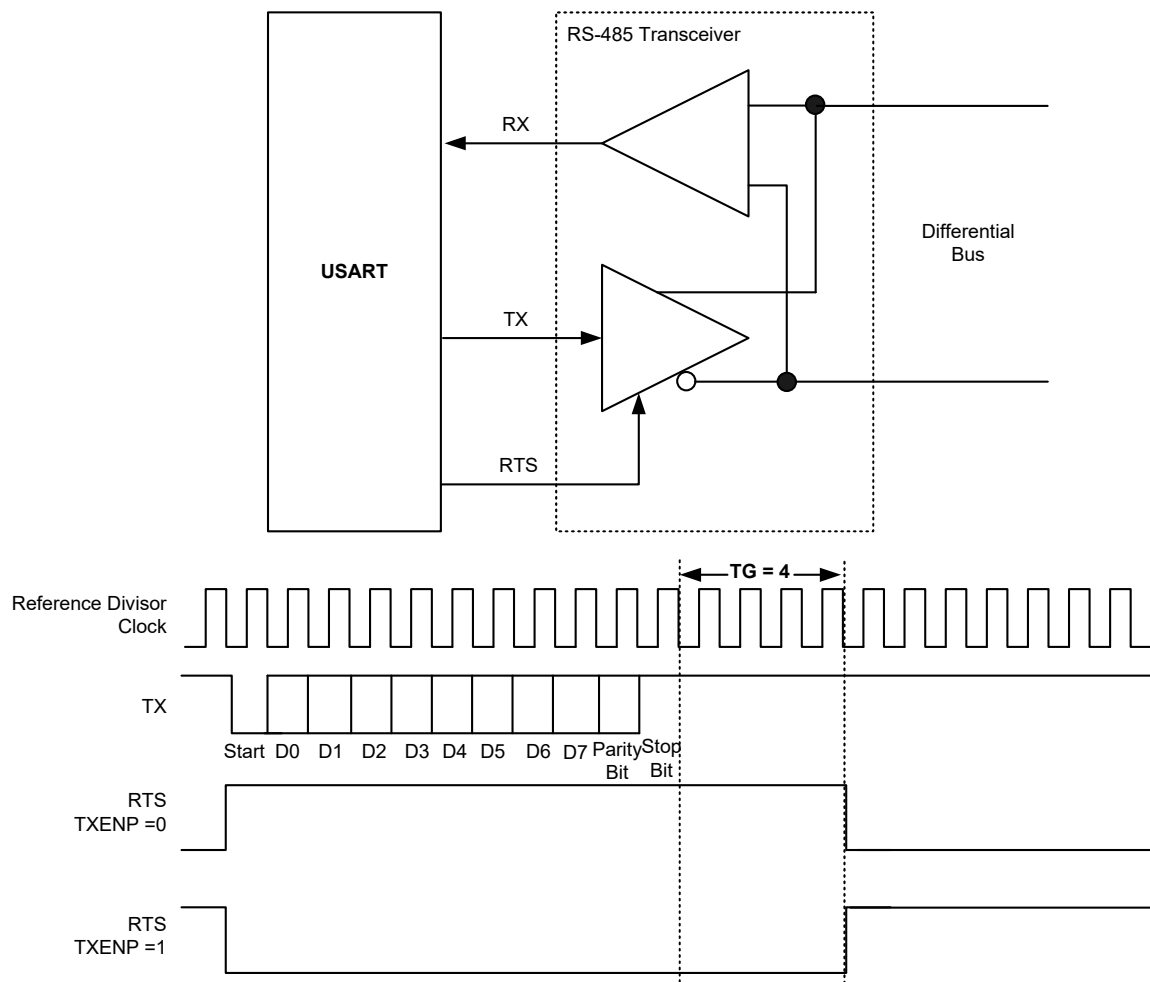 RS-485 Transceiver
RX
Differential
Bus
USART
TX
RTS
TG = 4
Reference Divisor
Clock
TX
Start D0 D1 D2 D3 D4 D5 D6 D7 Parity Stop
Bit Bit
RTS
TXENP =0
RTS
TXENP =1